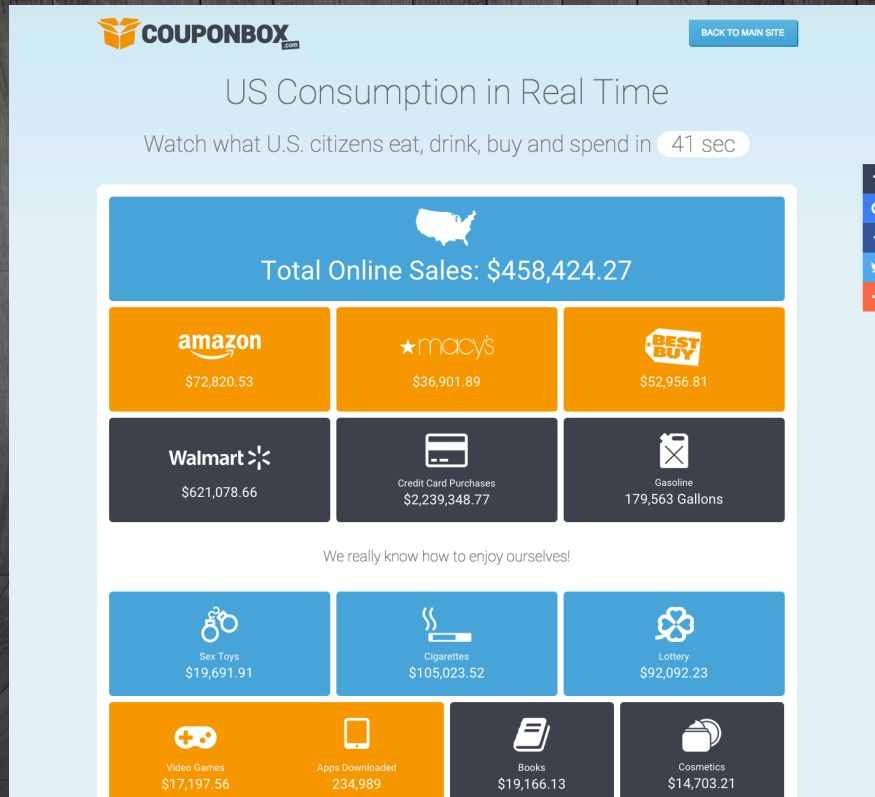 COUPONBOX
.com
BACK TO MAIN SITE
US Consumption in Real Time
Watch what U.S. citizens eat, drink, buy and spend in 41 sec
Total Online Sales: $458,424.27
amazon
$72,820.53
macy's
$36,901.89
BEST
BUY
$52,956.81
Walmart
$621,078.66
Credit Card Purchases
$2,239,348.77
Gasoline
179,563 Gallons
We really know how to enjoy ourselves!
Sex Toys
$19,691.91
Cigarettes
$105,023.52
Lottery
$92,092.23
Video Games
$17,197.56
Apps Downloaded
234,989
Books
$19,166.13
Cosmetics
$14,703.21